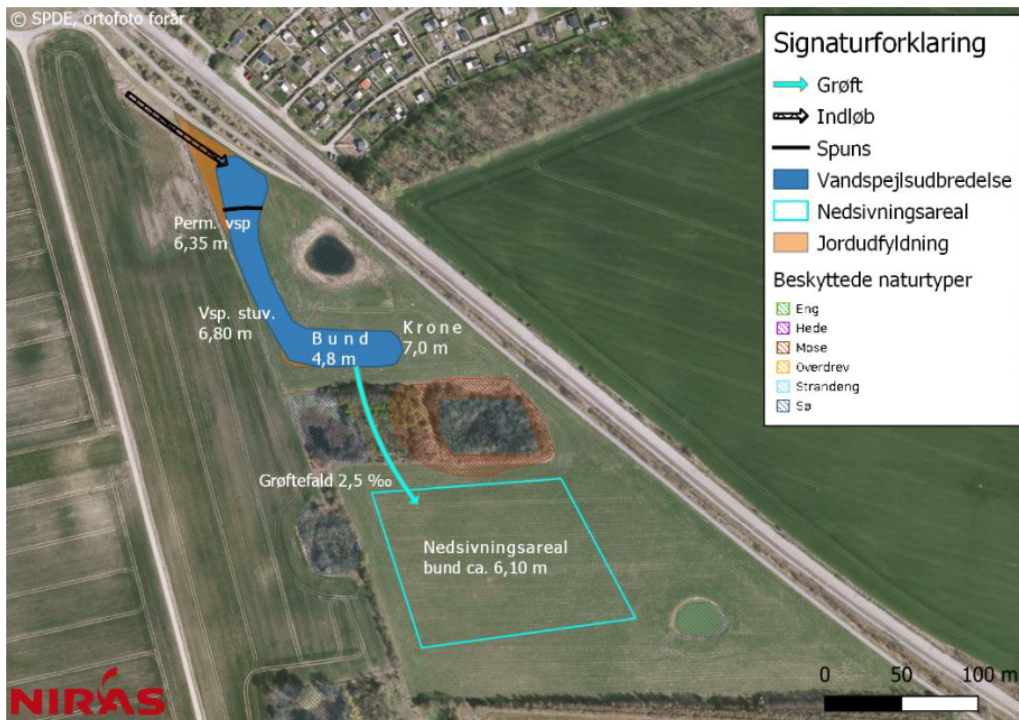 © SPDE, ortofoto forår
Signaturforklaring
Grøft
Indløb
Spuns
Vandspejlsudbredelse
Nedsivningsareal
Jordudfyldning
Beskyttede naturtyper
Eng
Hede
Mose
Overdrev
Strandeng
Sø
Perm. vsp
6,35 m
Vsp. stuv.
6,80 m
Bund
4,8 m
Krone
7,0 m
Grøftefald 2,5 ‰
Nedsivningsareal
bund ca. 6,10 m
0 50 100 m
NIRAS